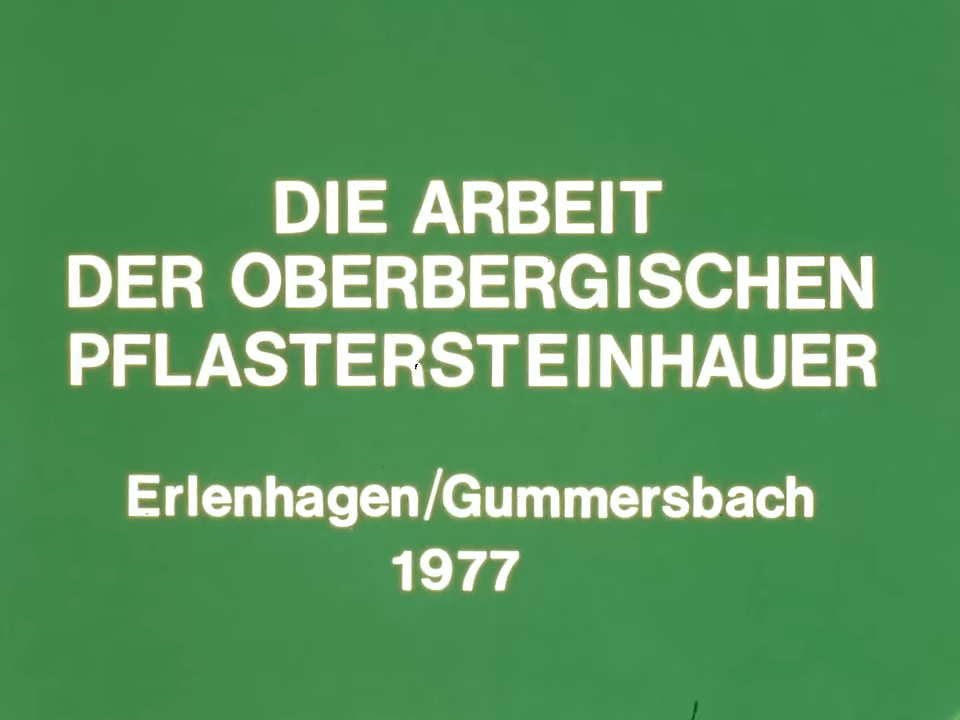 DIE ARBEIT
DER OBERBERGISCHEN
PFLASTERSTEINHAUER
Erlenhagen/Gummersbach
1977